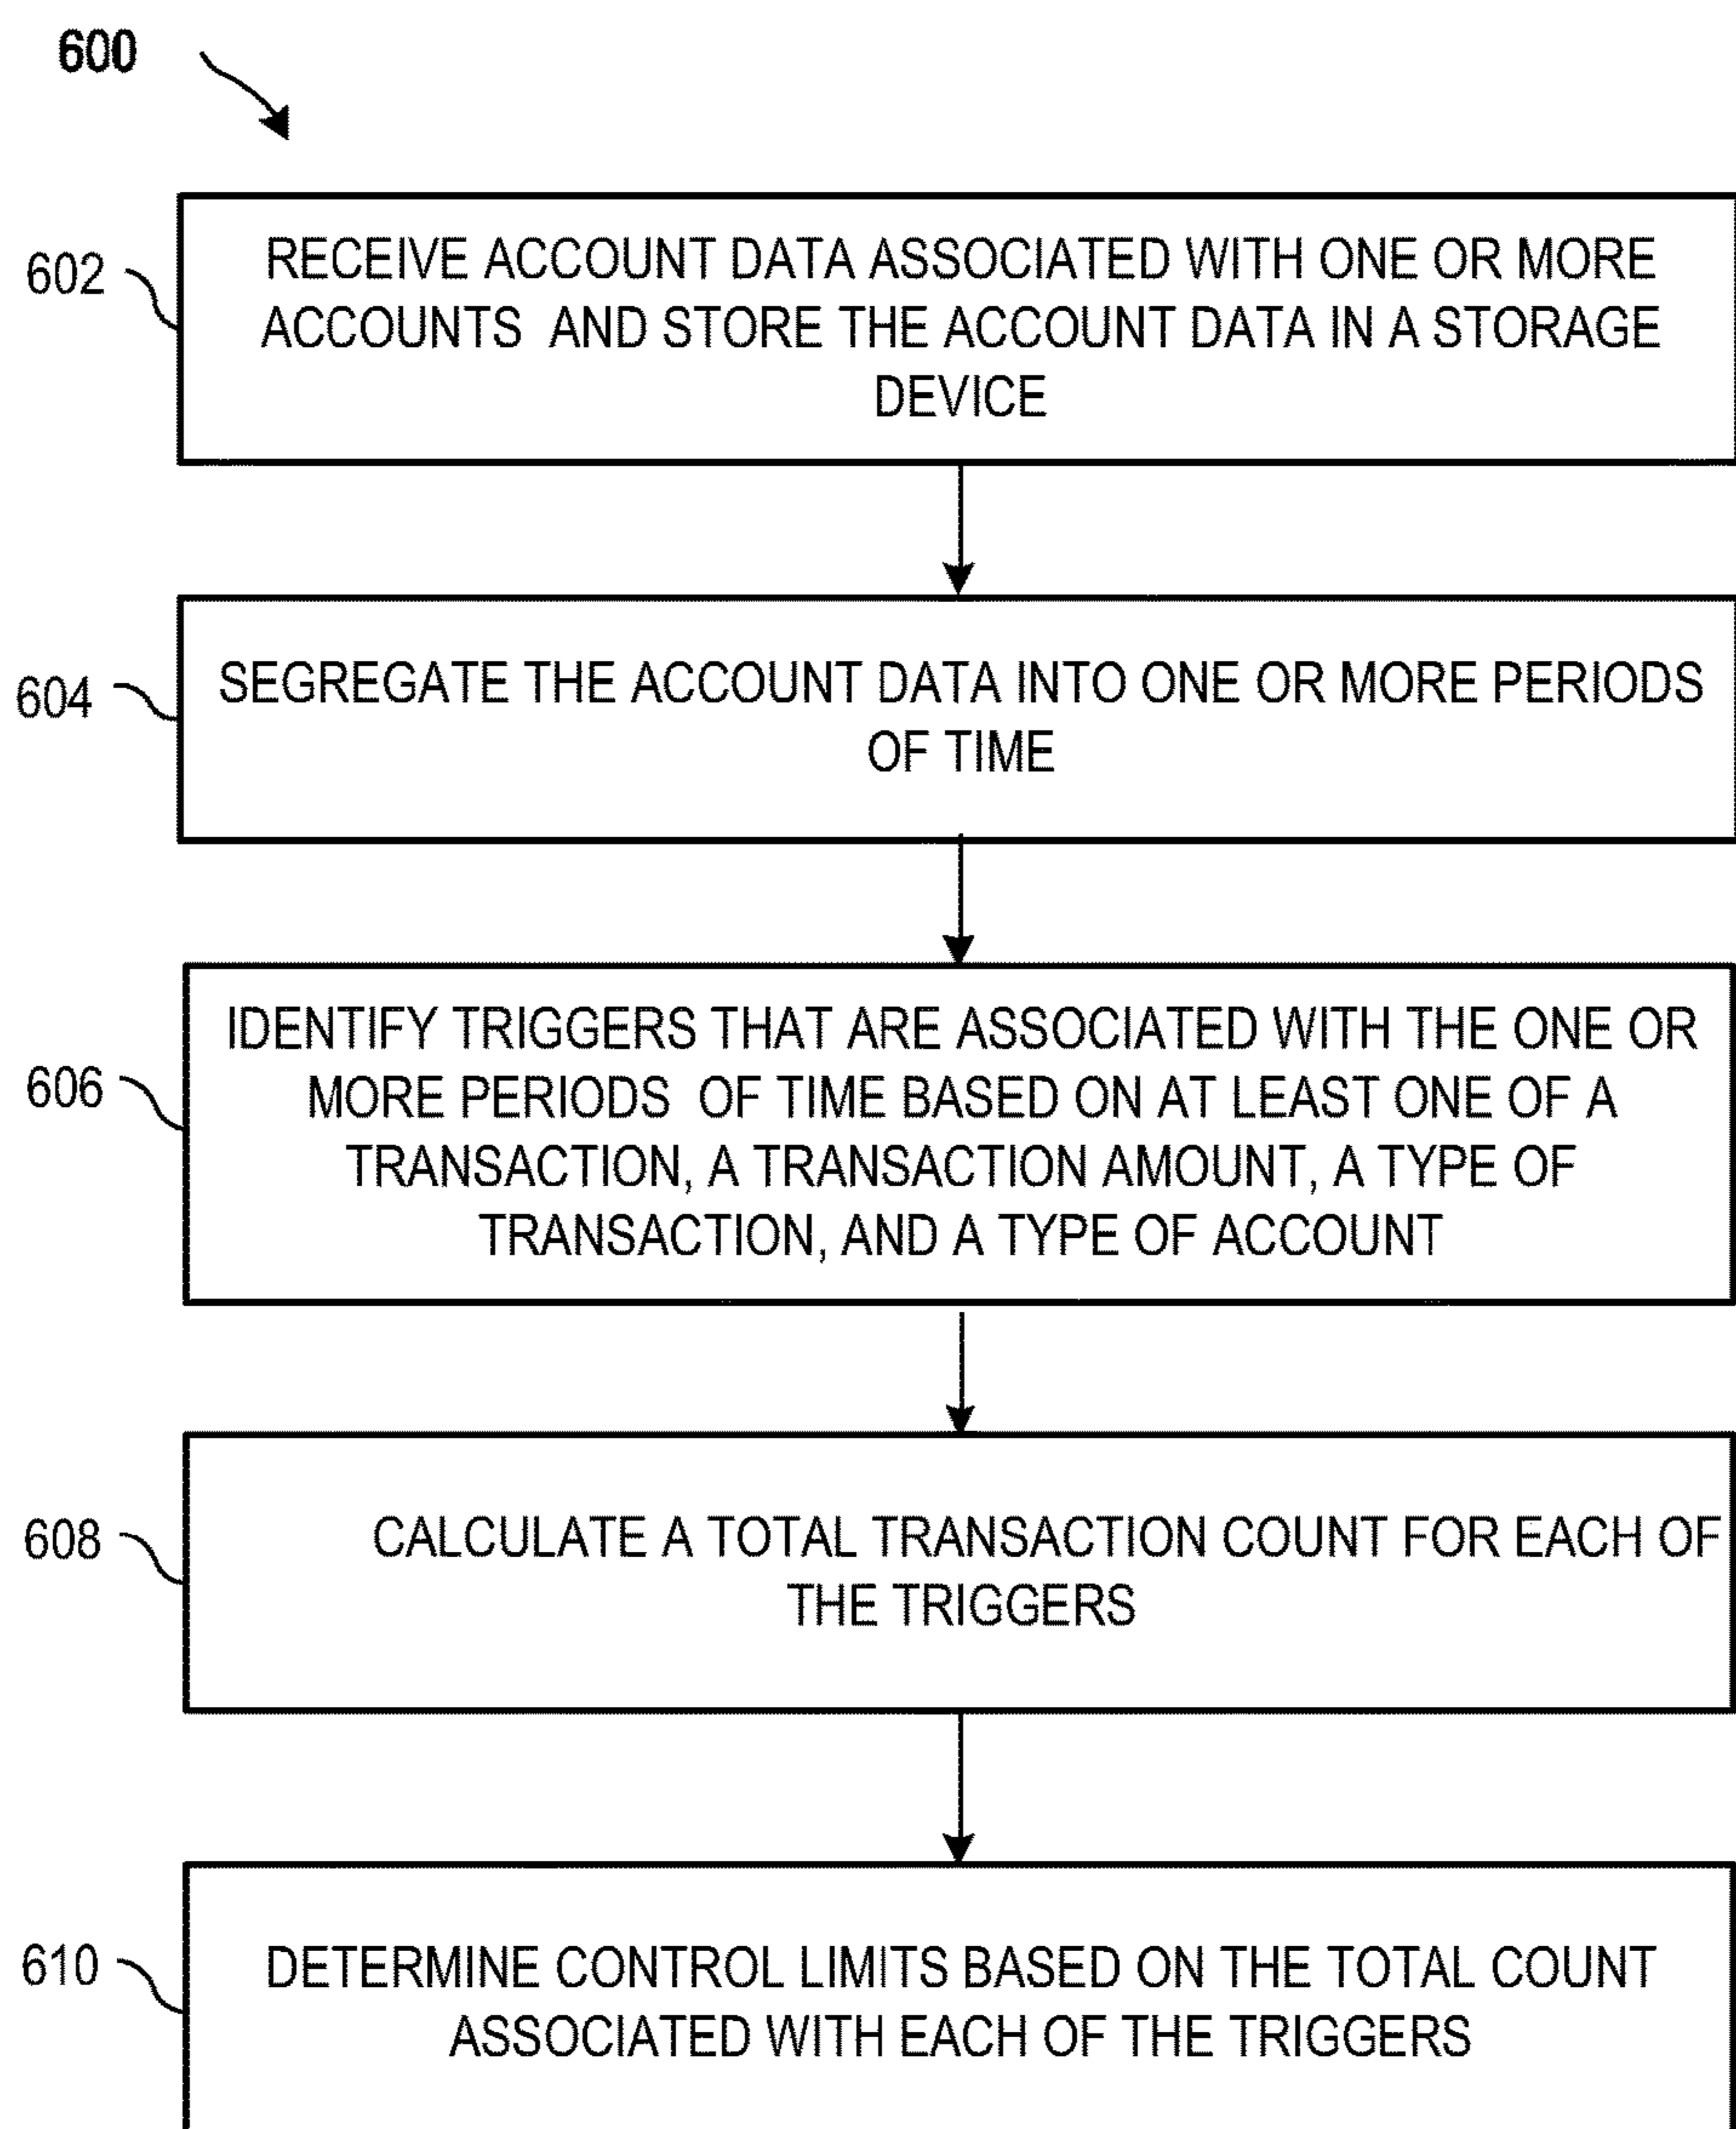 600
602
RECEIVE ACCOUNT DATA ASSOCIATED WITH ONE OR MORE
ACCOUNTS AND STORE THE ACCOUNT DATA IN A STORAGE
DEVICE
604
SEGREGATE THE ACCOUNT DATA INTO ONE OR MORE PERIODS
OF TIME
606
IDENTIFY TRIGGERS THAT ARE ASSOCIATED WITH THE ONE OR
MORE PERIODS OF TIME BASED ON AT LEAST ONE OF A
TRANSACTION, A TRANSACTION AMOUNT, A TYPE OF
TRANSACTION, AND A TYPE OF ACCOUNT
608
CALCULATE A TOTAL TRANSACTION COUNT FOR EACH OF
THE TRIGGERS
610
DETERMINE CONTROL LIMITS BASED ON THE TOTAL COUNT
ASSOCIATED WITH EACH OF THE TRIGGERS